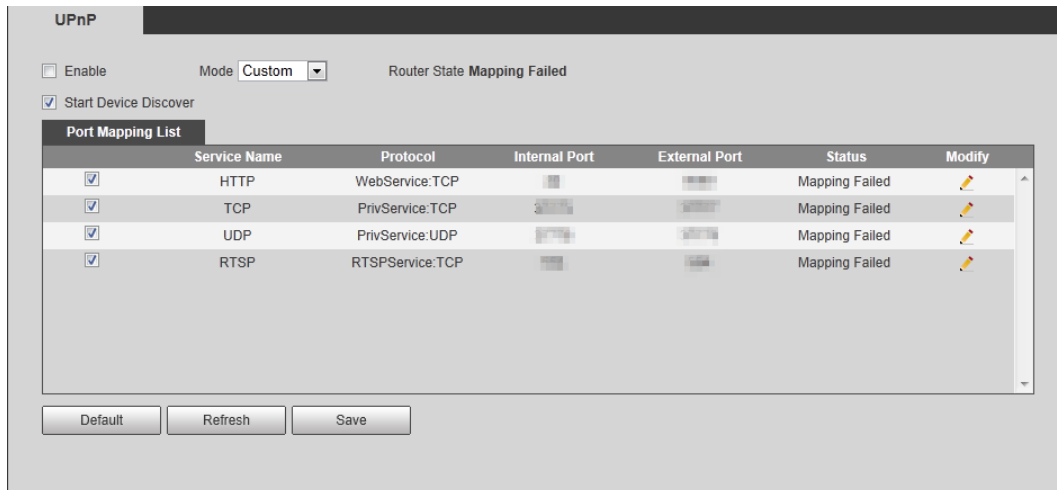 UPnP
Enable Mode Custom Router State Mapping Failed
Start Device Discover
Port Mapping List
Service Name Protocol Internal Port External Port Status Modify
HTTP WebService:TCP Mapping Failed
TCP PrivService:TCP Mapping Failed
UDP PrivService:UDP Mapping Failed
RTSP RTSPService:TCP Mapping Failed
Default Refresh Save